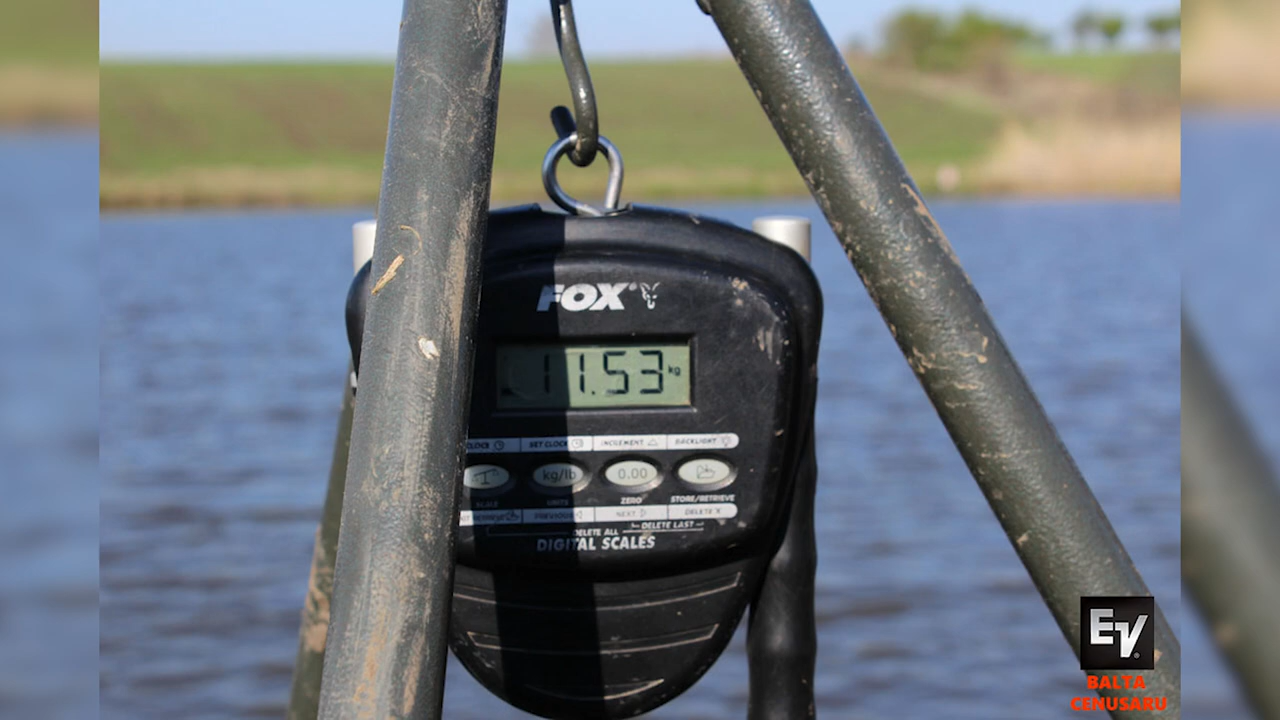 FOX
11.53 kg
CLOCK SET CLOCK INCREMENT BACKLIGHT
kg/lb 0.00
SCALE UNITS ZERO STORE/RETRIEVE
PREVIOUS NEXT DELETE X
DELETE ALL DELETE LAST
DIGITAL SCALES
EV
BALTA
CENUSARU